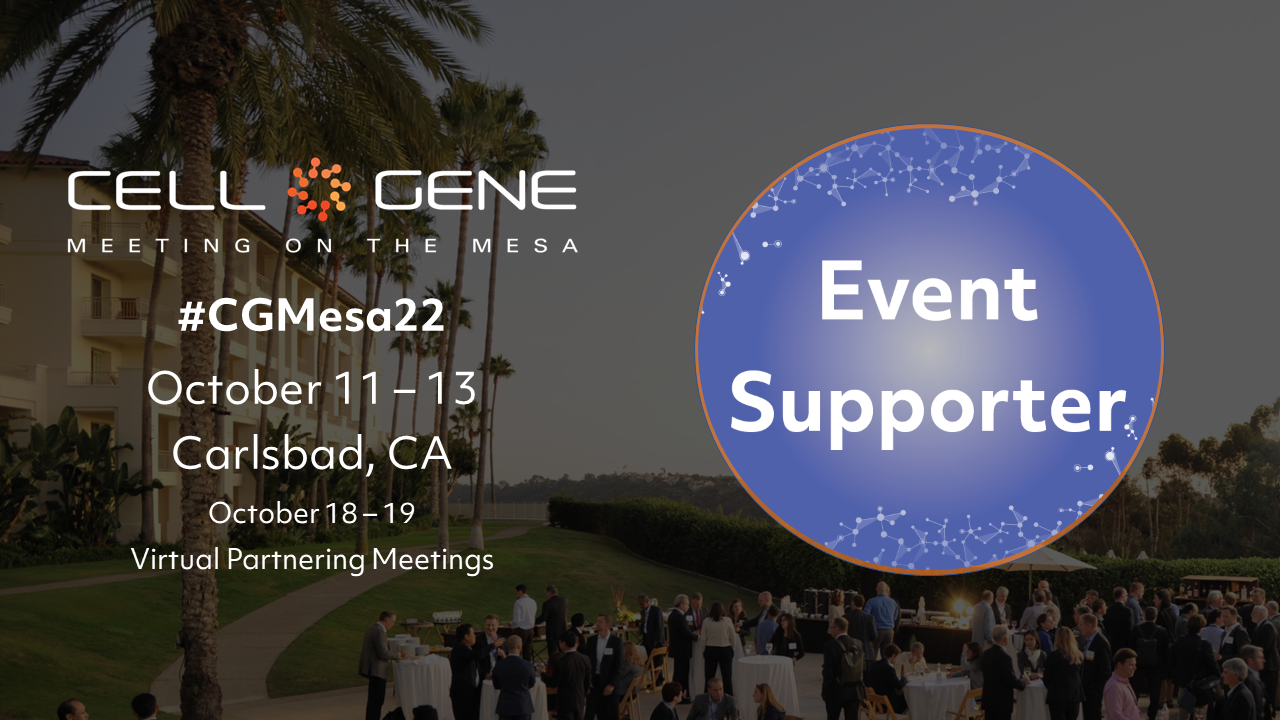 CELL GENE
MEETING ON THE MESA
#CGMesa22
October 11 – 13
Carlsbad, CA
October 18 – 19
Virtual Partnering Meetings
Event
Supporter